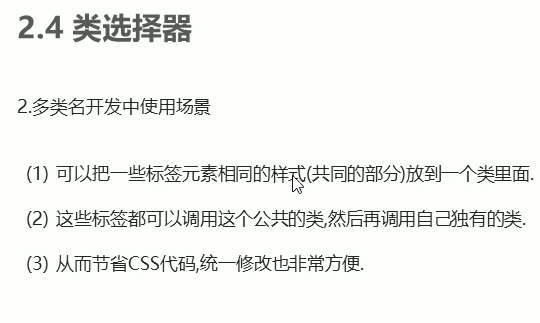 2.4 类选择器
2.多类名开发中使用场景
(1) 可以把一些标签元素相同的样式(共同的部分)放到一个类里面.
(2) 这些标签都可以调用这个公共的类,然后再调用自己独有的类.
(3) 从而节省CSS代码,统一修改也非常方便.